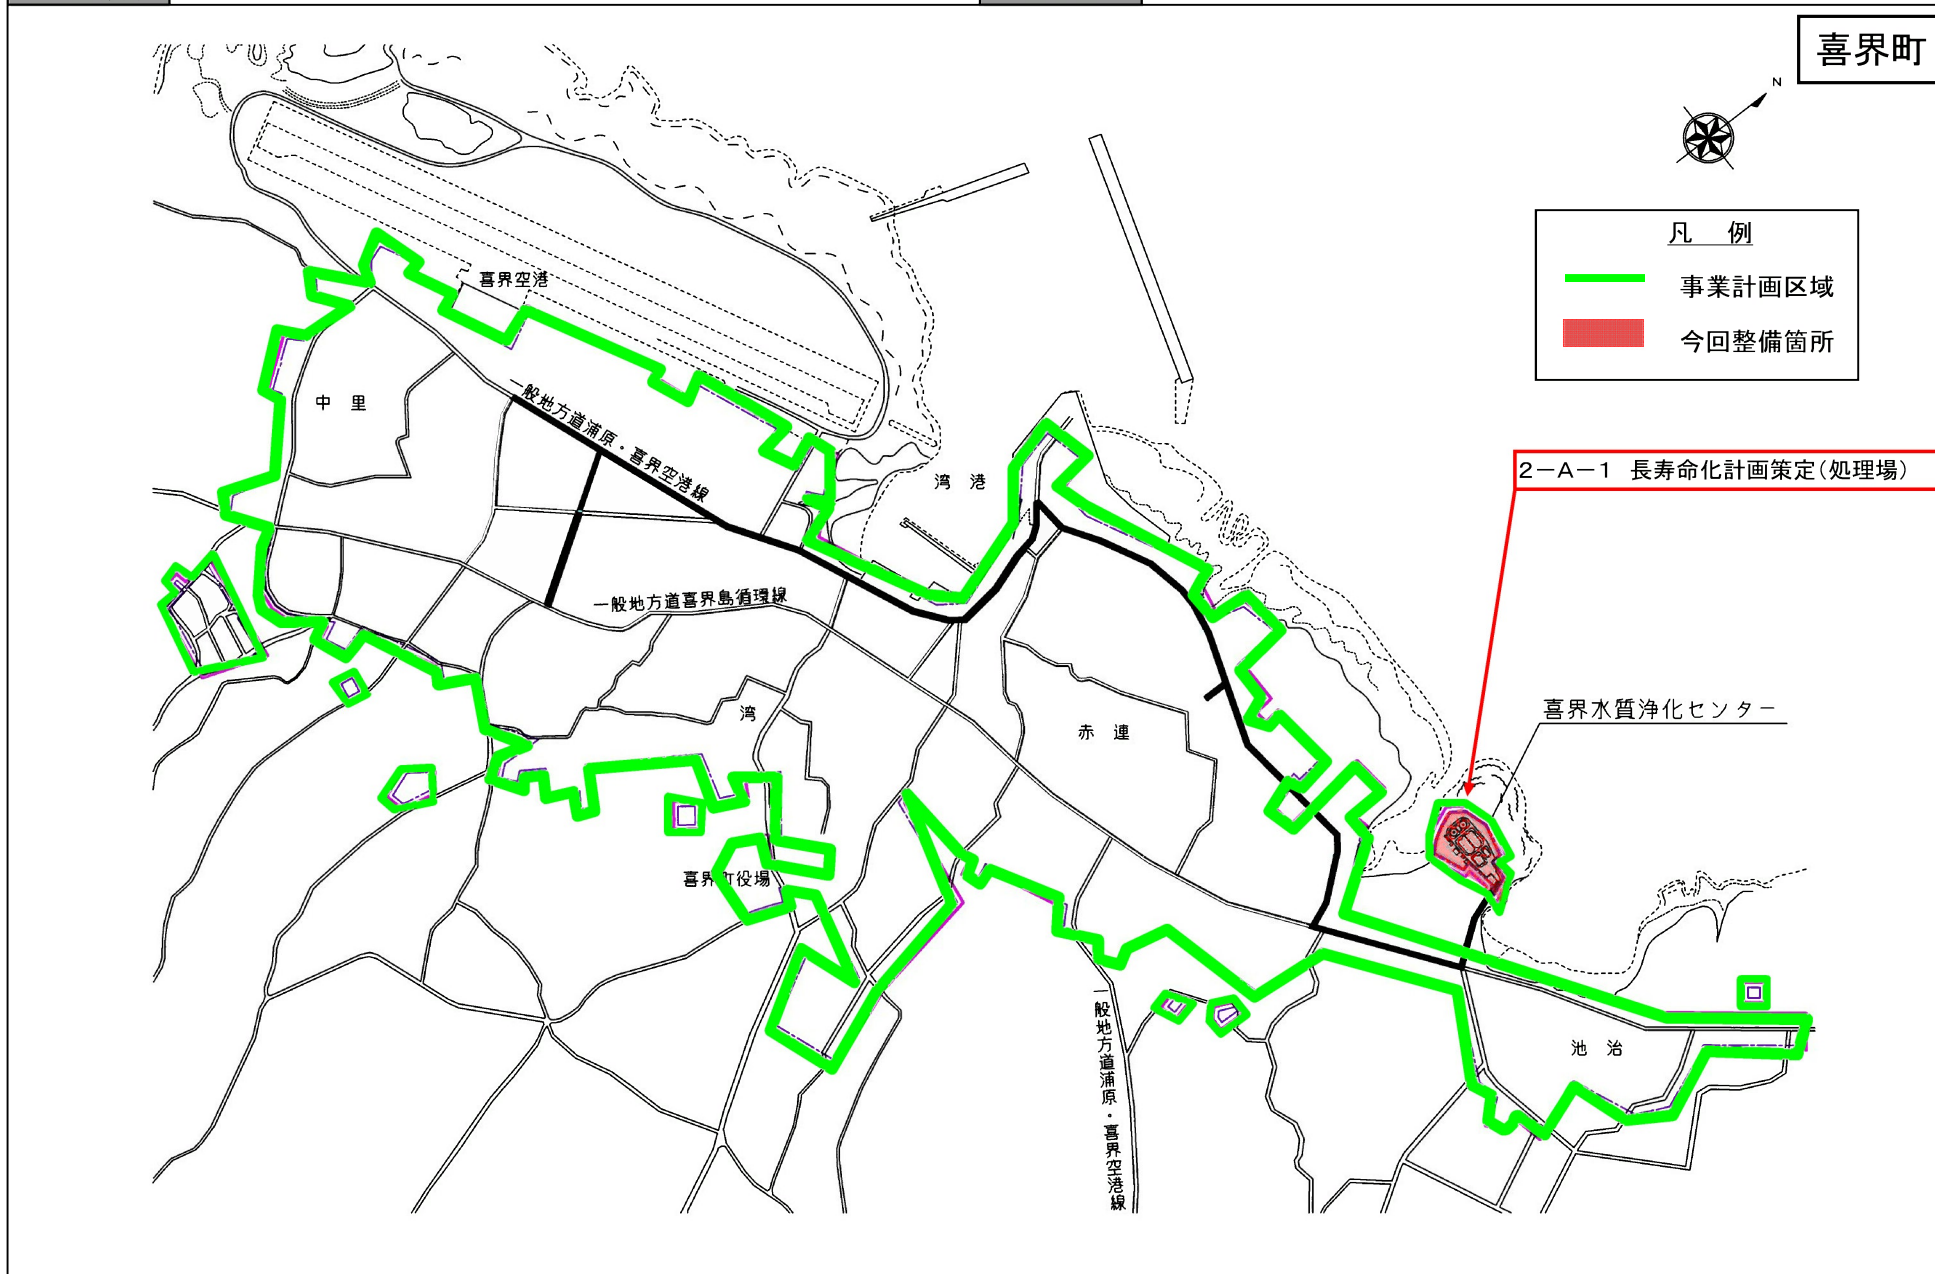 喜界町
N
凡 例
事業計画区域
今回整備箇所
喜界空港
中 里
一般地方道浦原・喜界空港線
湾 港
2-A-1 長寿命化計画策定(処理場)
一般地方道喜界島循環線
湾
赤 連
喜界水質浄化センター
喜界町役場
一般地方道浦原・喜界空港線
池 治